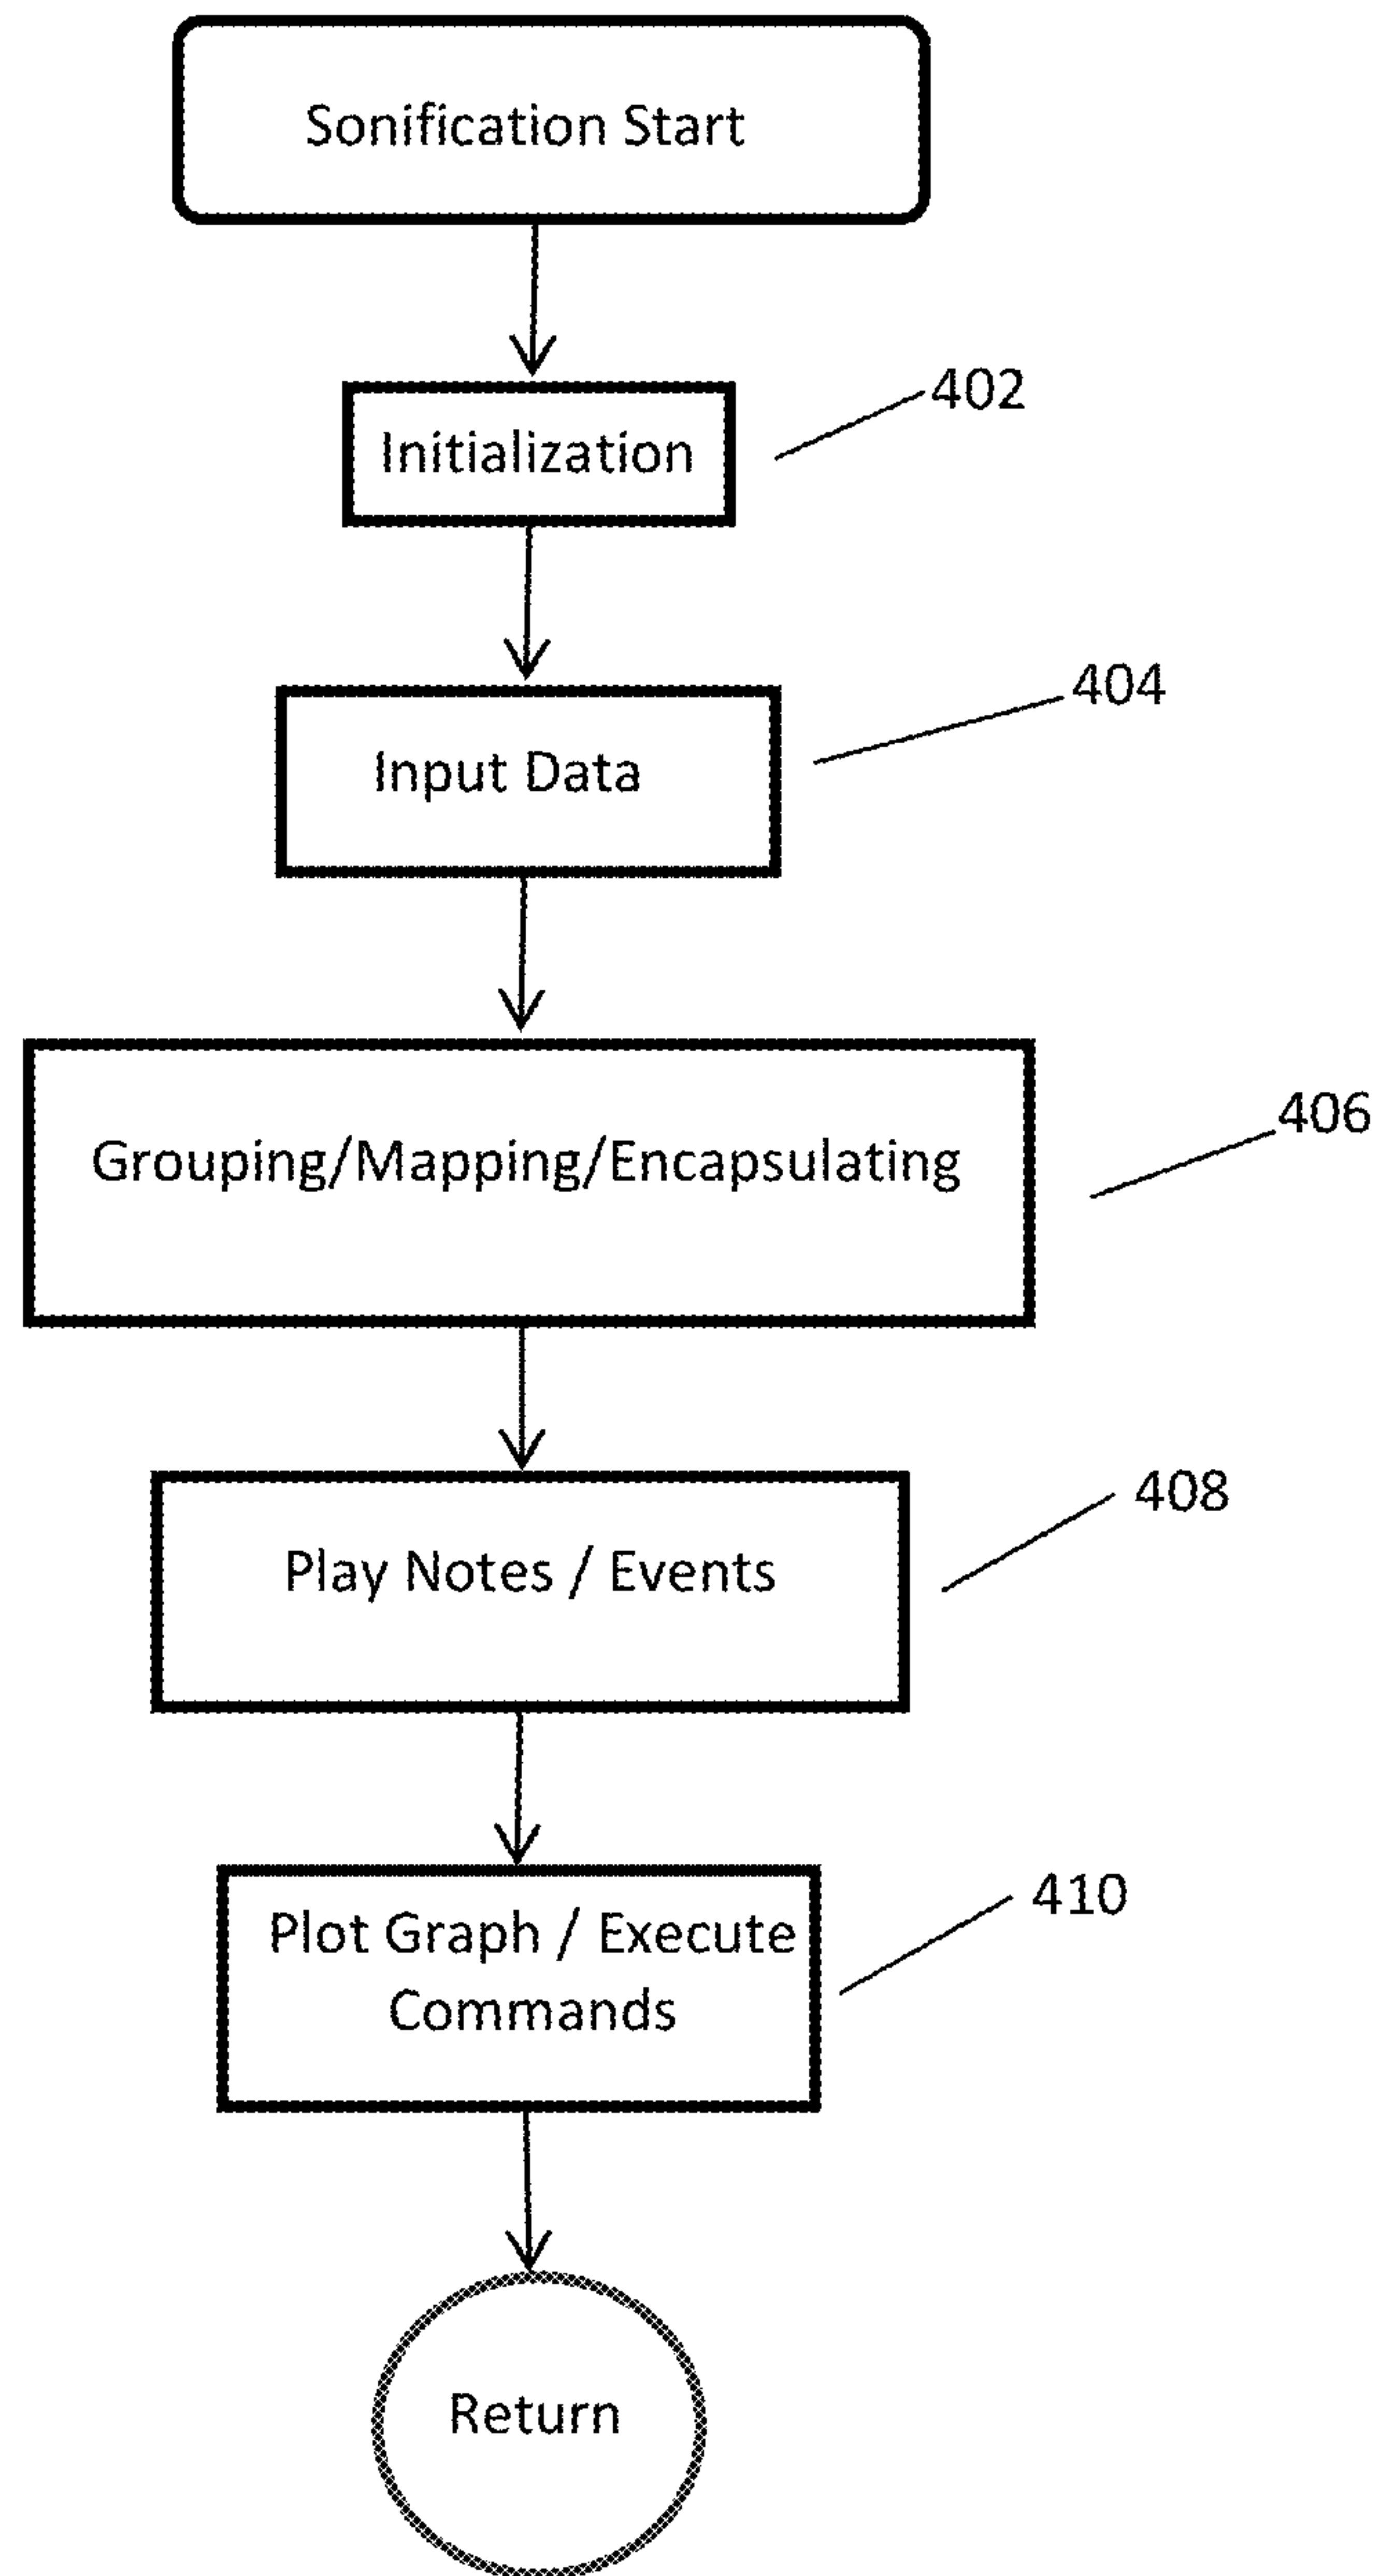 Sonification Start
402
Initialization
404
Input Data
406
Grouping/Mapping/Encapsulating
408
Play Notes / Events
410
Plot Graph / Execute
Commands
Return